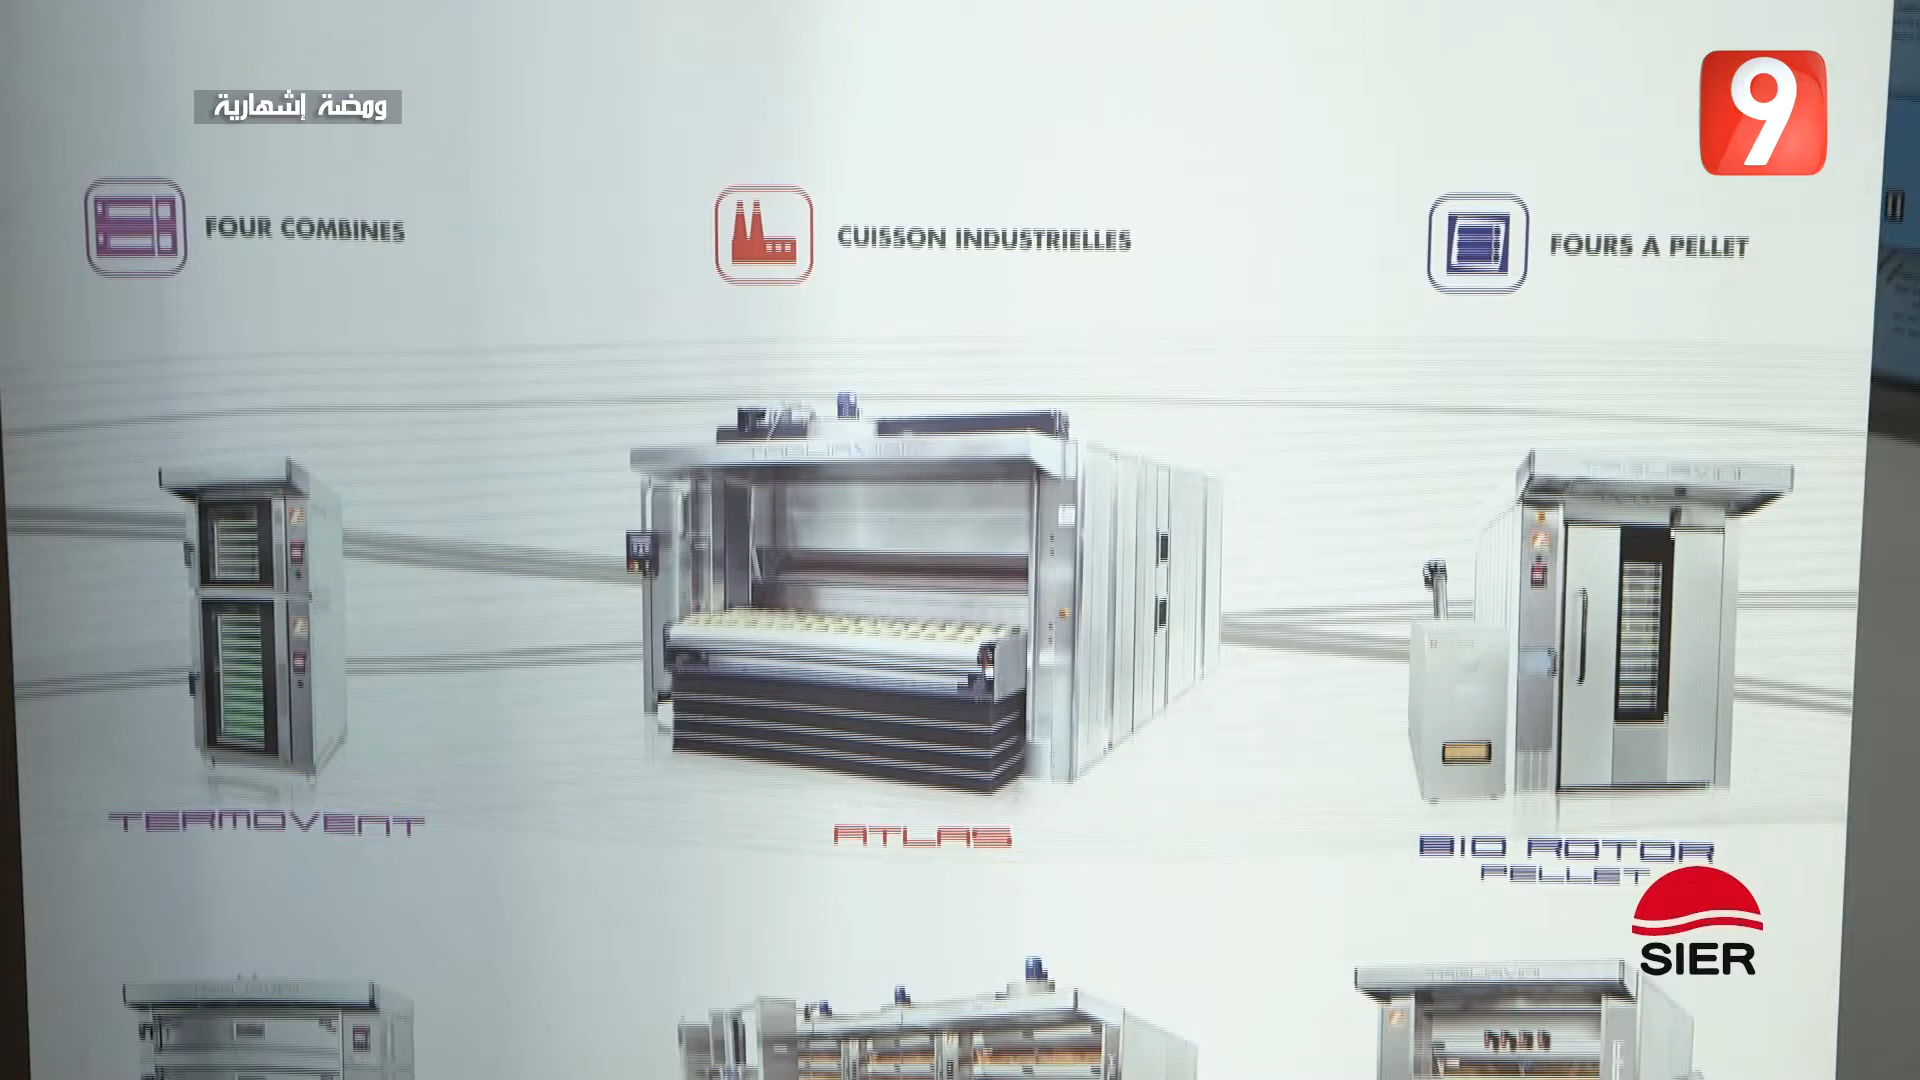 ومضة إشهارية
9
FOUR COMBINES
CUISSON INDUSTRIELLES
FOURS A PELLET
TERMOVENT
ATLAS
BIO ROTOR
PELLET
SIER